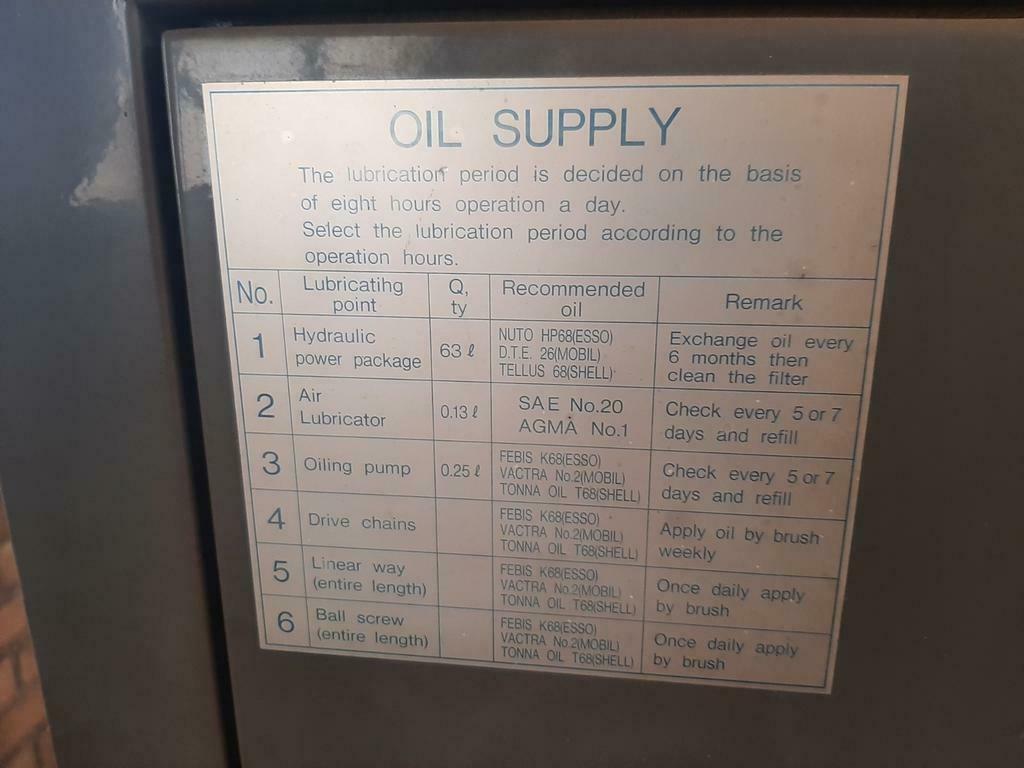 OIL SUPPLY
The lubrication period is decided on the basis
of eight hours operation a day.
Select the lubrication period according to the
operation hours.
No. Lubricatihg point Q, ty Recommended oil Remark
1 Hydraulic power package 63 ℓ NUTO HP68(ESSO) D.T.E. 26(MOBIL) TELLUS 68(SHELL) Exchange oil every 6 months then clean the filter
2 Air Lubricator 0.13 ℓ SAE No.20 AGMA No.1 Check every 5 or 7 days and refill
3 Oiling pump 0.25 ℓ FEBIS K68(ESSO) VACTRA No.2(MOBIL) TONNA OIL T68(SHELL) Check every 5 or 7 days and refill
4 Drive chains FEBIS K68(ESSO) VACTRA No.2(MOBIL) TONNA OIL T68(SHELL) Apply oil by brush weekly
5 Linear way (entire length) FEBIS K68(ESSO) VACTRA No.2(MOBIL) TONNA OIL T68(SHELL) Once daily apply by brush
6 Ball screw (entire length) FEBIS K68(ESSO) VACTRA No.2(MOBIL) TONNA OIL T68(SHELL) Once daily apply by brush